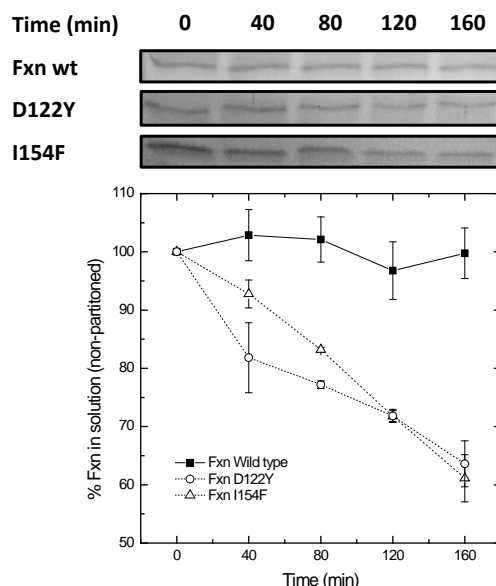 Time (min) 0 40 80 120 160
Fxn wt
D122Y
I154F
110
100
90
80
70
60
50
% Fxn in solution (non-partitoned)
Fxn Wild type
Fxn D122Y
Fxn I154F
0 40 80 120 160
Time (min)